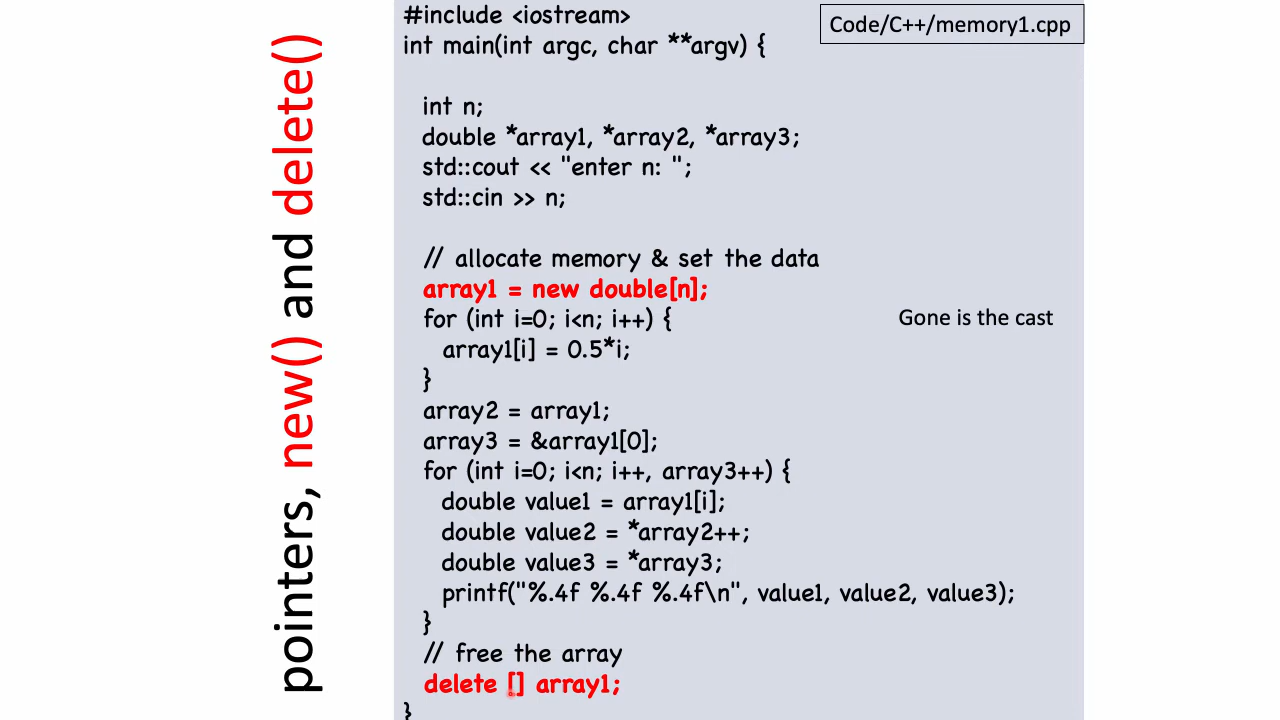 pointers, new() and delete()
#include <iostream>
int main(int argc, char **argv) {
Code/C++/memory1.cpp
int n;
double *array1, *array2, *array3;
std::cout << "enter n: ";
std::cin >> n;
// allocate memory & set the data
array1 = new double[n];
for (int i=0; i<n; i++) {
Gone is the cast
array1[i] = 0.5*i;
}
array2 = array1;
array3 = &array1[0];
for (int i=0; i<n; i++, array3++) {
double value1 = array1[i];
double value2 = *array2++;
double value3 = *array3;
printf("%.4f %.4f %.4f\n", value1, value2, value3);
}
// free the array
delete [] array1;
}